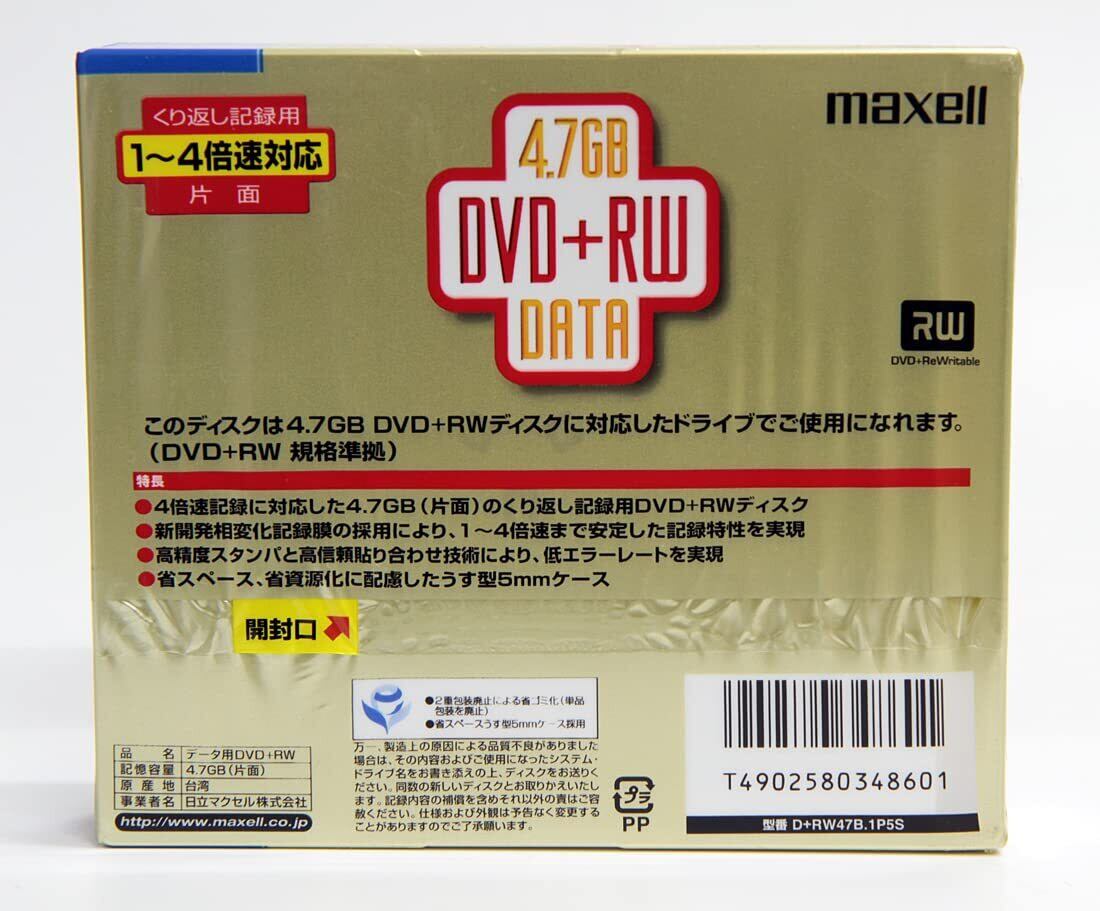 くり返し記録用
1～4倍速対応
片面
maxell
4.7GB
DVD+RW
DATA
RW
DVD+ReWritable
このディスクは4.7GB DVD+RWディスクに対応したドライブでご使用になれます。
（DVD+RW 規格準拠）
特長
●4倍速記録に対応した4.7GB（片面）のくり返し記録用DVD+RWディスク
●新開発相変化記録膜の採用により、1～4倍速まで安定した記録特性を実現
●高精度スタンパと高信頼貼り合わせ技術により、低エラーレートを実現
●省スペース、省資源化に配慮したうす型5mmケース
開封口
●2重包装廃止による省ゴミ化（単品
包装を廃止）
●省スペースうす型5mmケース採用
万一、製造上の原因による品質不良がありました
場合は、その内容およびご使用になったシステム・
ドライブ名をお書き添えの上、ディスクをお送りく
ださい。同数の新しいディスクとお取りかえいたし
ます。記録内容の補償を含めそれ以外の責はご容
赦ください。仕様および外観は予告なく変更する
ことがありますのでご了承願います。
品名 データ用DVD+RW
記憶容量 4.7GB（片面）
原産地 台湾
事業者名 日立マクセル株式会社
http://www.maxell.co.jp
プラ
PP
T4902580348601
型番 D+RW47B.1P5S